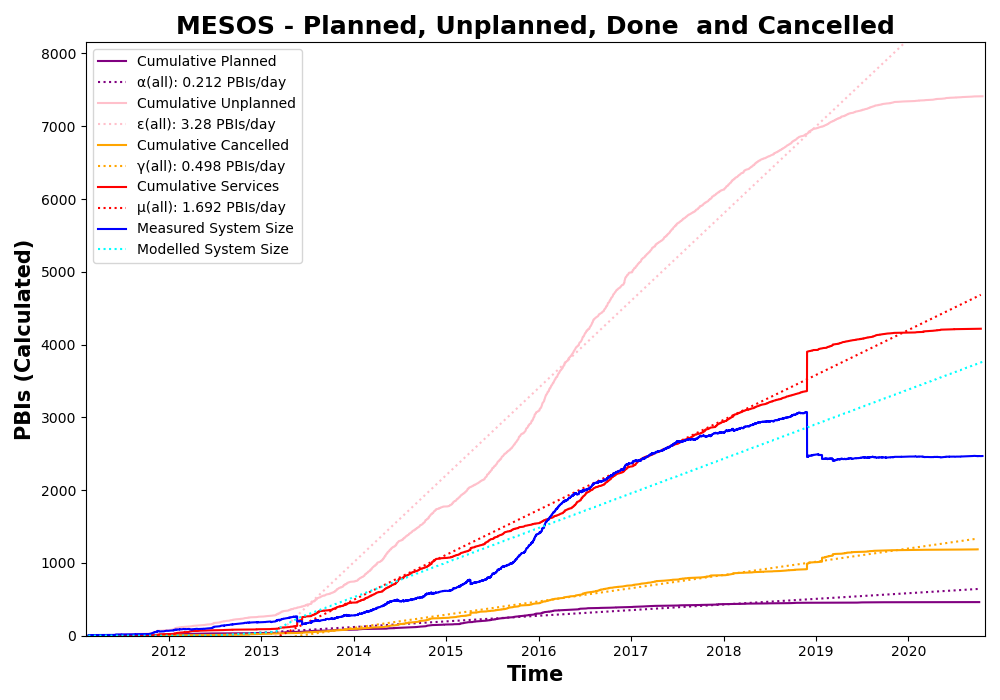 MESOS - Planned, Unplanned, Done  and Cancelled
PBIs (Calculated)
8000
7000
6000
5000
4000
3000
2000
1000
0
Cumulative Planned
α(all): 0.212 PBIs/day
Cumulative Unplanned
ε(all): 3.28 PBIs/day
Cumulative Cancelled
γ(all): 0.498 PBIs/day
Cumulative Services
μ(all): 1.692 PBIs/day
Measured System Size
Modelled System Size
2012 2013 2014 2015 2016 2017 2018 2019 2020
Time